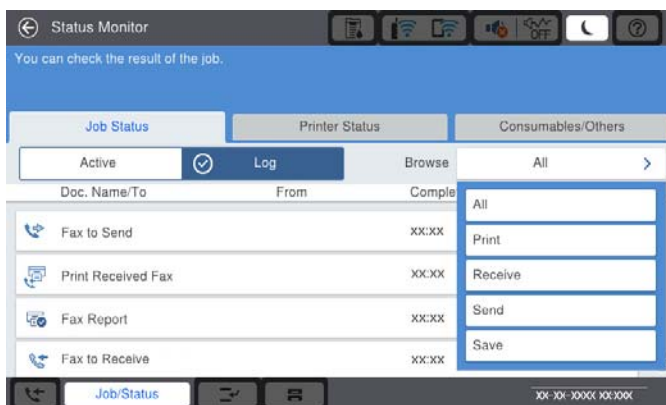 Status Monitor
OFF
?
You can check the result of the job.
Job Status Printer Status Consumables/Others
Active Log Browse All
Doc. Name/To From Comple
All
Fax to Send XX:XX
Print
Print Received Fax XX:XX
Receive
Fax Report XX:XX
Send
Fax to Receive XX:XX
Save
Job/Status XX-XX-XXXX XX:XXXX